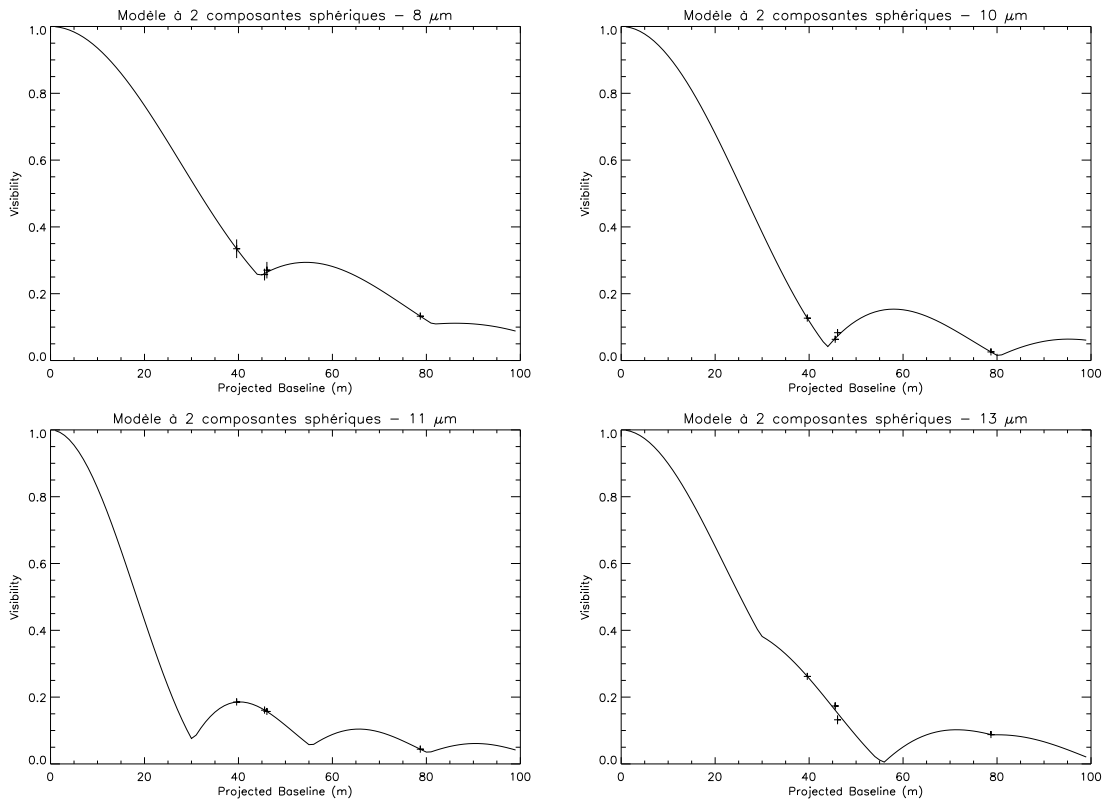 Modèle à 2 composantes sphériques – 8 μm
1.0
0.8
0.6
0.4
0.2
0.0
Visibility
0 20 40 60 80 100
Projected Baseline (m)
Modèle à 2 composantes sphériques – 10 μm
1.0
0.8
0.6
0.4
0.2
0.0
Visibility
0 20 40 60 80 100
Projected Baseline (m)
Modèle à 2 composantes sphériques – 11 μm
1.0
0.8
0.6
0.4
0.2
0.0
Visibility
0 20 40 60 80 100
Projected Baseline (m)
Modele à 2 composantes sphériques – 13 μm
1.0
0.8
0.6
0.4
0.2
0.0
Visibility
0 20 40 60 80 100
Projected Baseline (m)